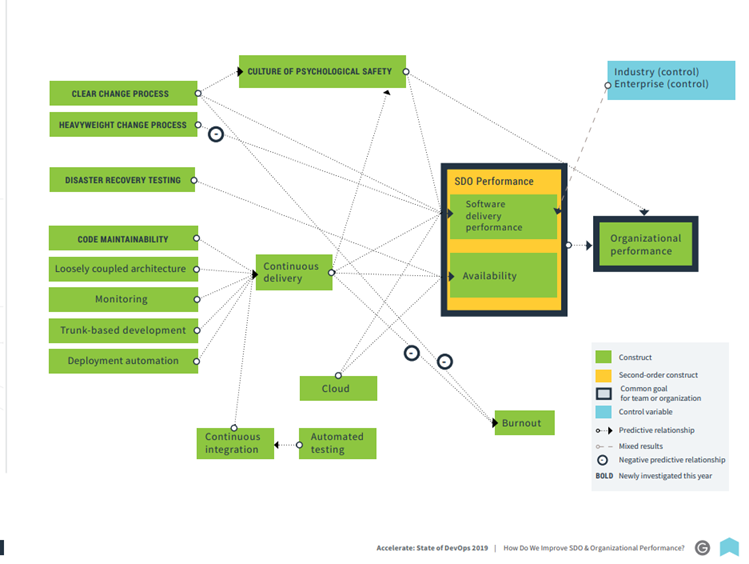 CULTURE OF PSYCHOLOGICAL SAFETY
Industry (control)
Enterprise (control)
CLEAR CHANGE PROCESS
HEAVYWEIGHT CHANGE PROCESS
-
DISASTER RECOVERY TESTING
SDO Performance
Software
delivery
performance
CODE MAINTAINABILITY
Organizational
performance
Loosely coupled architecture
Continuous
delivery
Availability
Monitoring
Trunk-based development
Deployment automation
-
-
Cloud
Burnout
Continuous
integration
Automated
testing
Construct
Second-order construct
Common goal
for team or organization
Control variable
Predictive relationship
Mixed results
- Negative predictive relationship
BOLD Newly investigated this year
Accelerate: State of DevOps 2019 | How Do We Improve SDO & Organizational Performance?
G